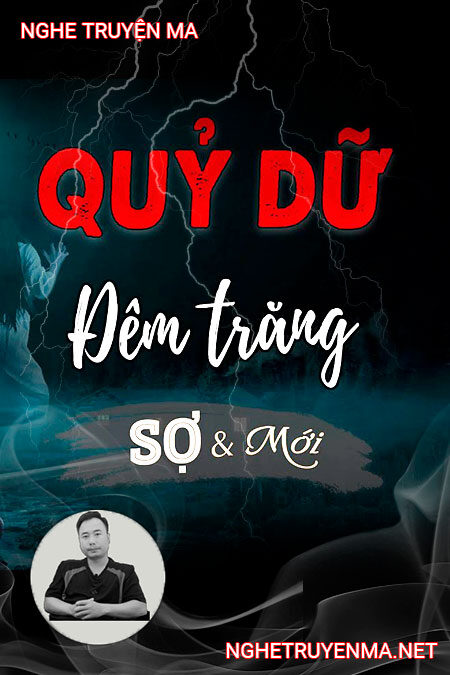 NGHE TRUYỆN MA
QUỶ DỮ
Đêm trăng
SỢ & Mới
NGHETRUYENMA.NET